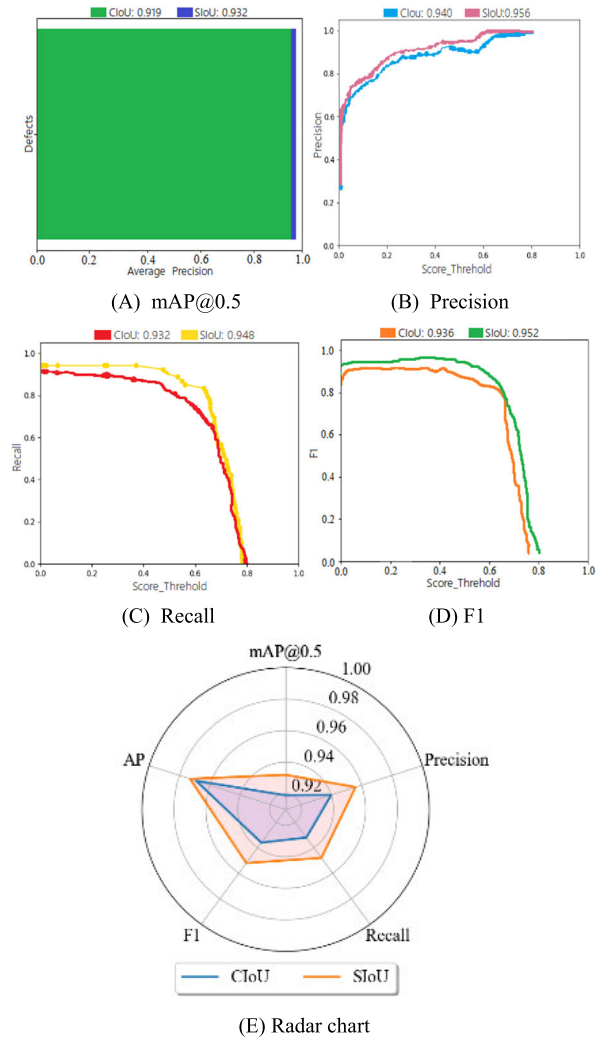 CIoU: 0.919 SIoU: 0.932
Defects
0.0 0.2 0.4 0.6 0.8 1.0
Average Precision
(A) mAP@0.5
Clou: 0.940 SIoU:0.956
1.0
0.8
0.6
0.4
0.2
0.0
Precision
0.0 0.2 0.4 0.6 0.8 1.0
Score_Threhold
(B) Precision
CIoU: 0.932 SIoU: 0.948
1.0
0.8
0.6
0.4
0.2
0.0
Recall
0.0 0.2 0.4 0.6 0.8 1.0
Score_Threhold
(C) Recall
CIoU: 0.936 SIoU: 0.952
1.0
0.8
0.6
0.4
0.2
0.0
F1
0.0 0.2 0.4 0.6 0.8 1.0
Score_Threhold
(D) F1
mAP@0.5
1.00
0.98
0.96
0.94
0.92
AP
Precision
F1
Recall
CIoU SIoU
(E) Radar chart